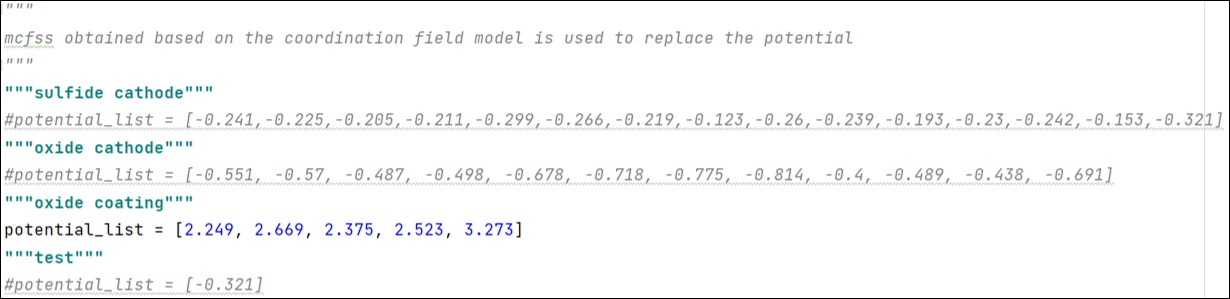 """
mcfss obtained based on the coordination field model is used to replace the potential
"""
"""sulfide cathode"""
#potential_list = [-0.241,-0.225,-0.205,-0.211,-0.299,-0.266,-0.219,-0.123,-0.26,-0.239,-0.193,-0.23,-0.242,-0.153,-0.321]
"""oxide cathode"""
#potential_list = [-0.551, -0.57, -0.487, -0.498, -0.678, -0.718, -0.775, -0.814, -0.4, -0.489, -0.438, -0.691]
"""oxide coating"""
potential_list = [2.249, 2.669, 2.375, 2.523, 3.273]
"""test"""
#potential_list = [-0.321]